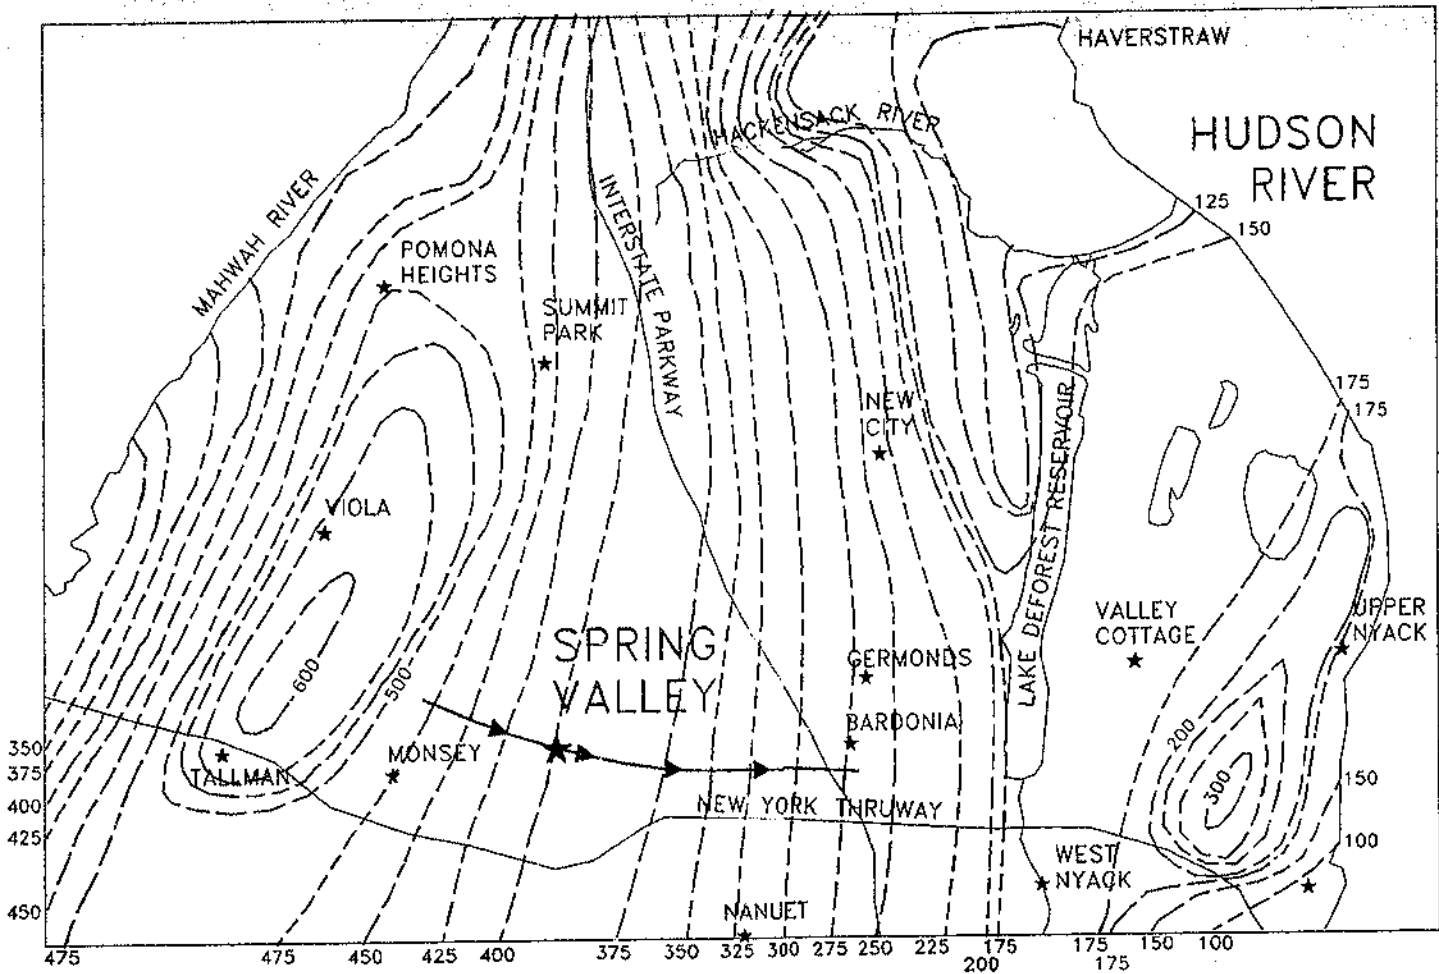 HAVERSTRAW
HACKENSACK RIVER
HUDSON
RIVER
MAHWAH RIVER
INTERSTATE PARKWAY
125
150
POMONA
HEIGHTS
SUMMIT
PARK
175
175
NEW
CITY
LAKE DEFOREST RESERVOIR
VIOLA
VALLEY
COTTAGE
UPPER
NYACK
SPRING
VALLEY
GERMONDS
600
500
BARDONIA
200
MONSEY
TALLMAN
300
350
375
400
425
450
NEW YORK THRUWAY
150
100
WEST
NYACK
NANUET
475
475
450
425
400
375
350
325
300
275
250
225
175
200
175
150
100
175